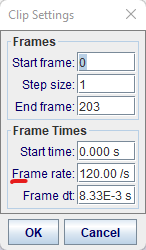 Clip Settings
Frames
Start frame: 0
Step size: 1
End frame: 203
Frame Times
Start time: 0.000 s
Frame rate: 120.00 /s
Frame dt: 8.33E-3 s
OK Cancel